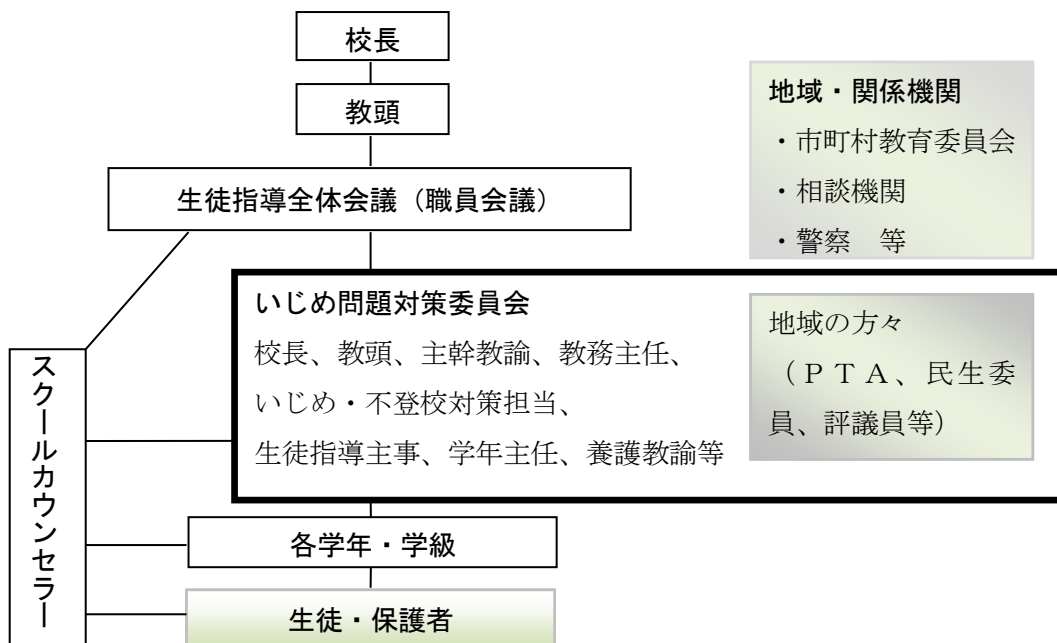 校長
教頭
生徒指導全体会議（職員会議）
地域・関係機関
・市町村教育委員会
・相談機関
・警察　等
いじめ問題対策委員会
校長、教頭、主幹教諭、教務主任、
いじめ・不登校対策担当、
生徒指導主事、学年主任、養護教諭等
地域の方々
（ＰＴＡ、民生委
員、評議員等）
スクールカウンセラー
各学年・学級
生徒・保護者